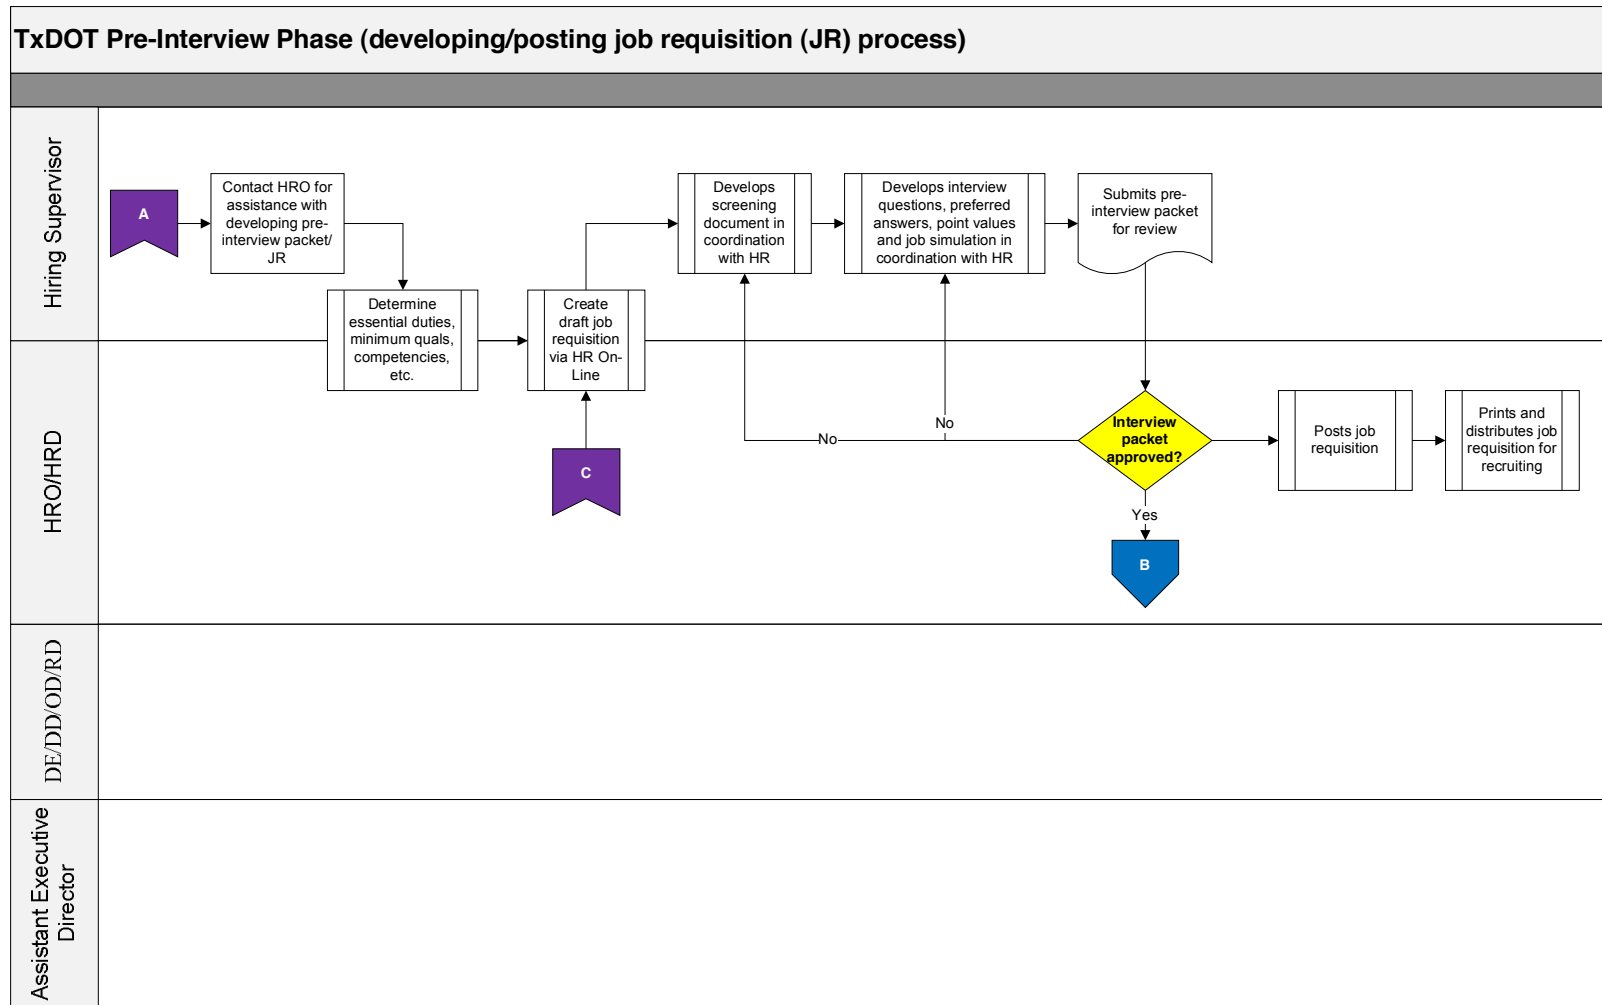 TxDOT Pre-Interview Phase (developing/posting job requisition (JR) process)
Hiring Supervisor
A
Contact HRO for
assistance with
developing pre-
interview packet/
JR
Determine
essential duties,
minimum quals,
competencies,
etc.
Create
draft job
requisition
via HR On-
Line
Develops
screening
document in
coordination
with HR
Develops interview
questions, preferred
answers, point values
and job simulation in
coordination with HR
Submits pre-
interview packet
for review
HRO/HRD
C
No
No
Interview
packet
approved?
Yes
B
Posts job
requisition
Prints and
distributes job
requisition for
recruiting
DE/DD/OD/RD
Assistant Executive
Director